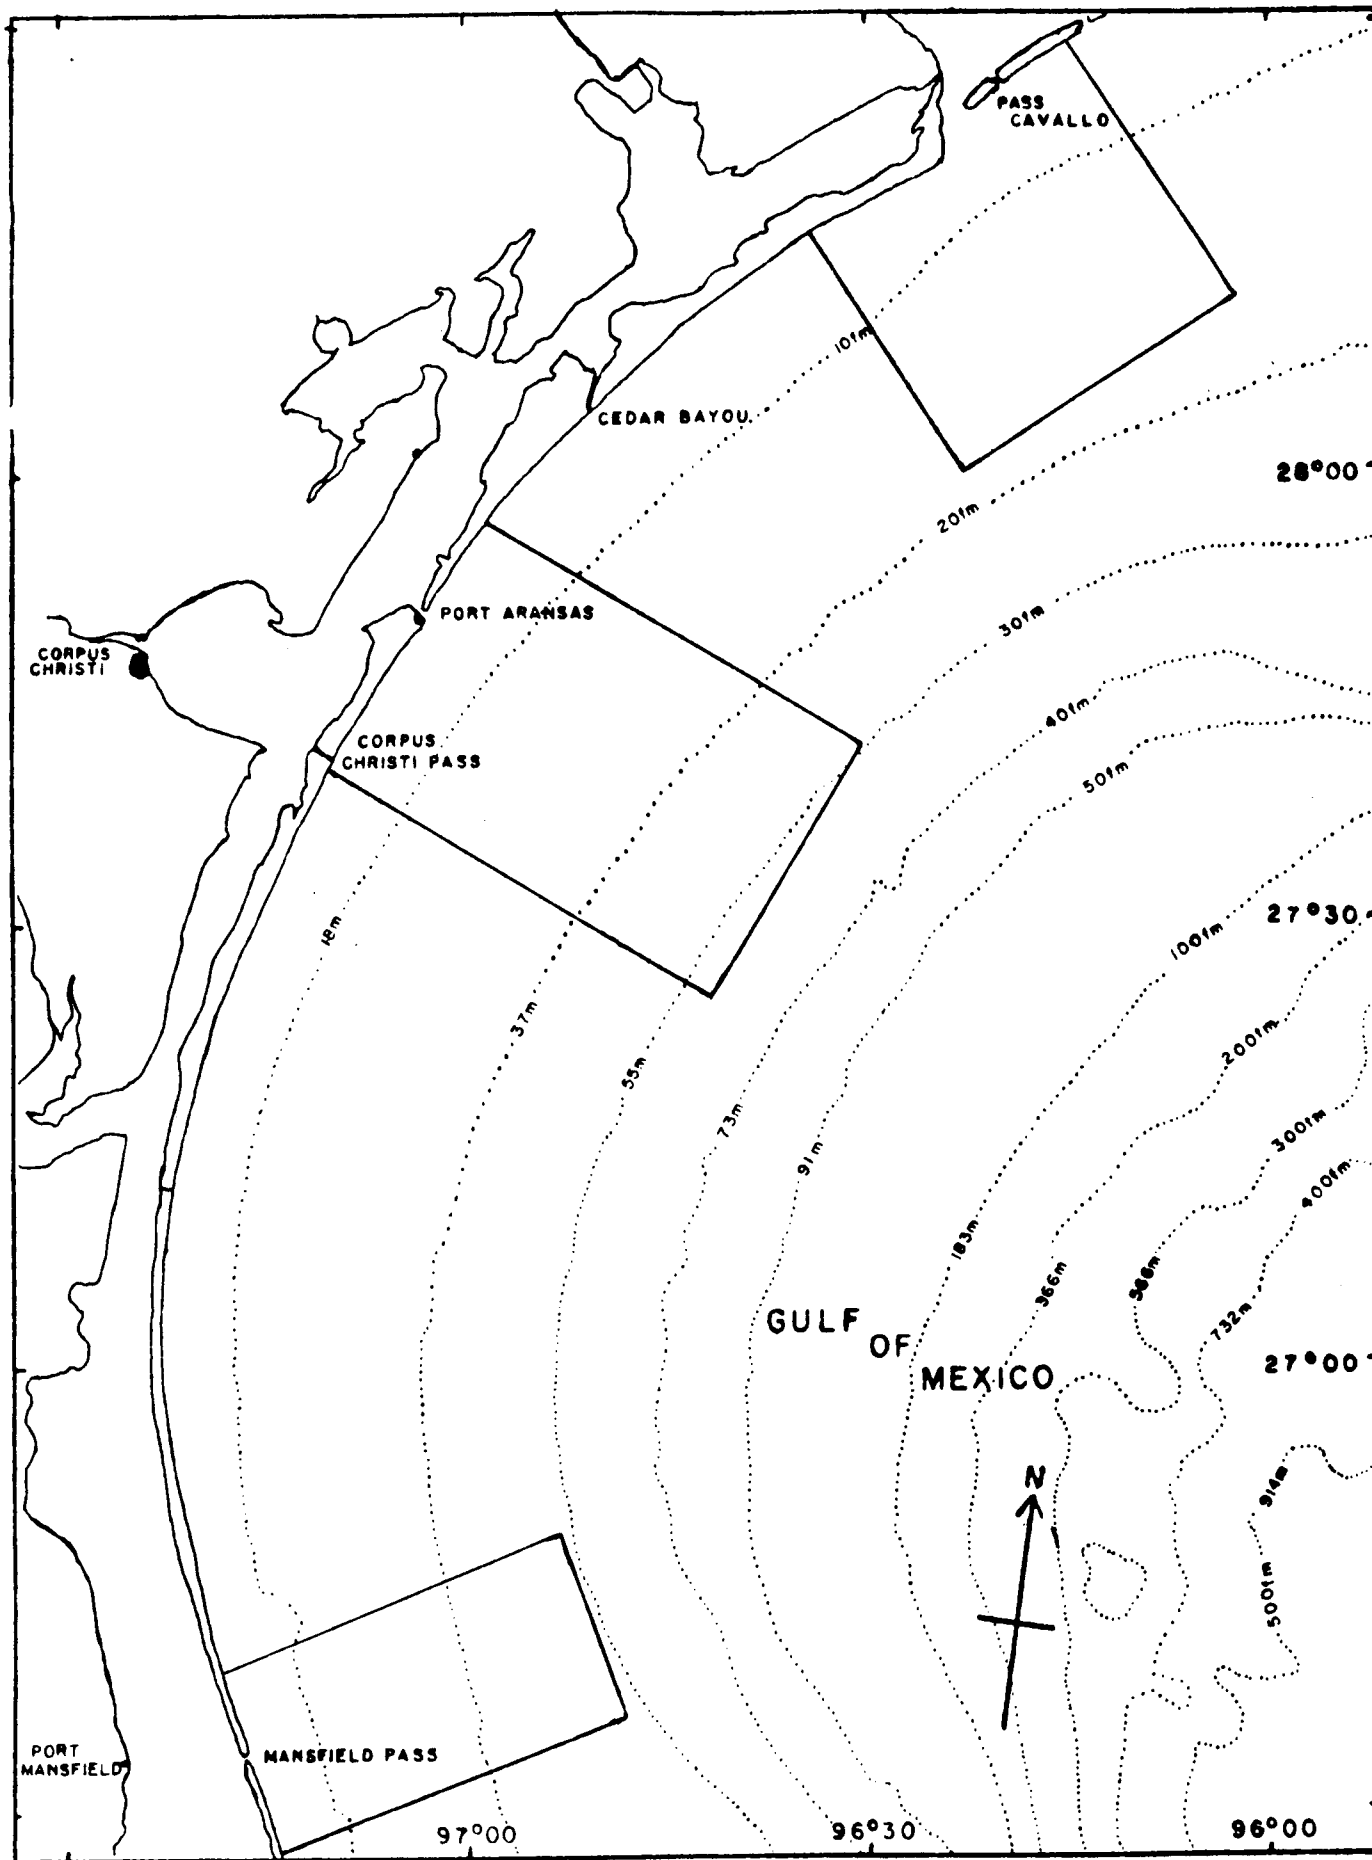 PASS
CAVALLO
10fm
CEDAR BAYOU.
28°00
20fm
PORT ARANSAS
30fm
CORPUS
CHRISTI
40fm
CORPUS
CHRISTI PASS
50fm
27°30
18m
100fm
37m
200fm
55m
73m
300fm
91m
400fm
183m
366m
732m
GULF
OF
MEXICO
27°00
N
914m
500fm
PORT
MANSFIELD
MANSFIELD PASS
97°00
96°30
96°00